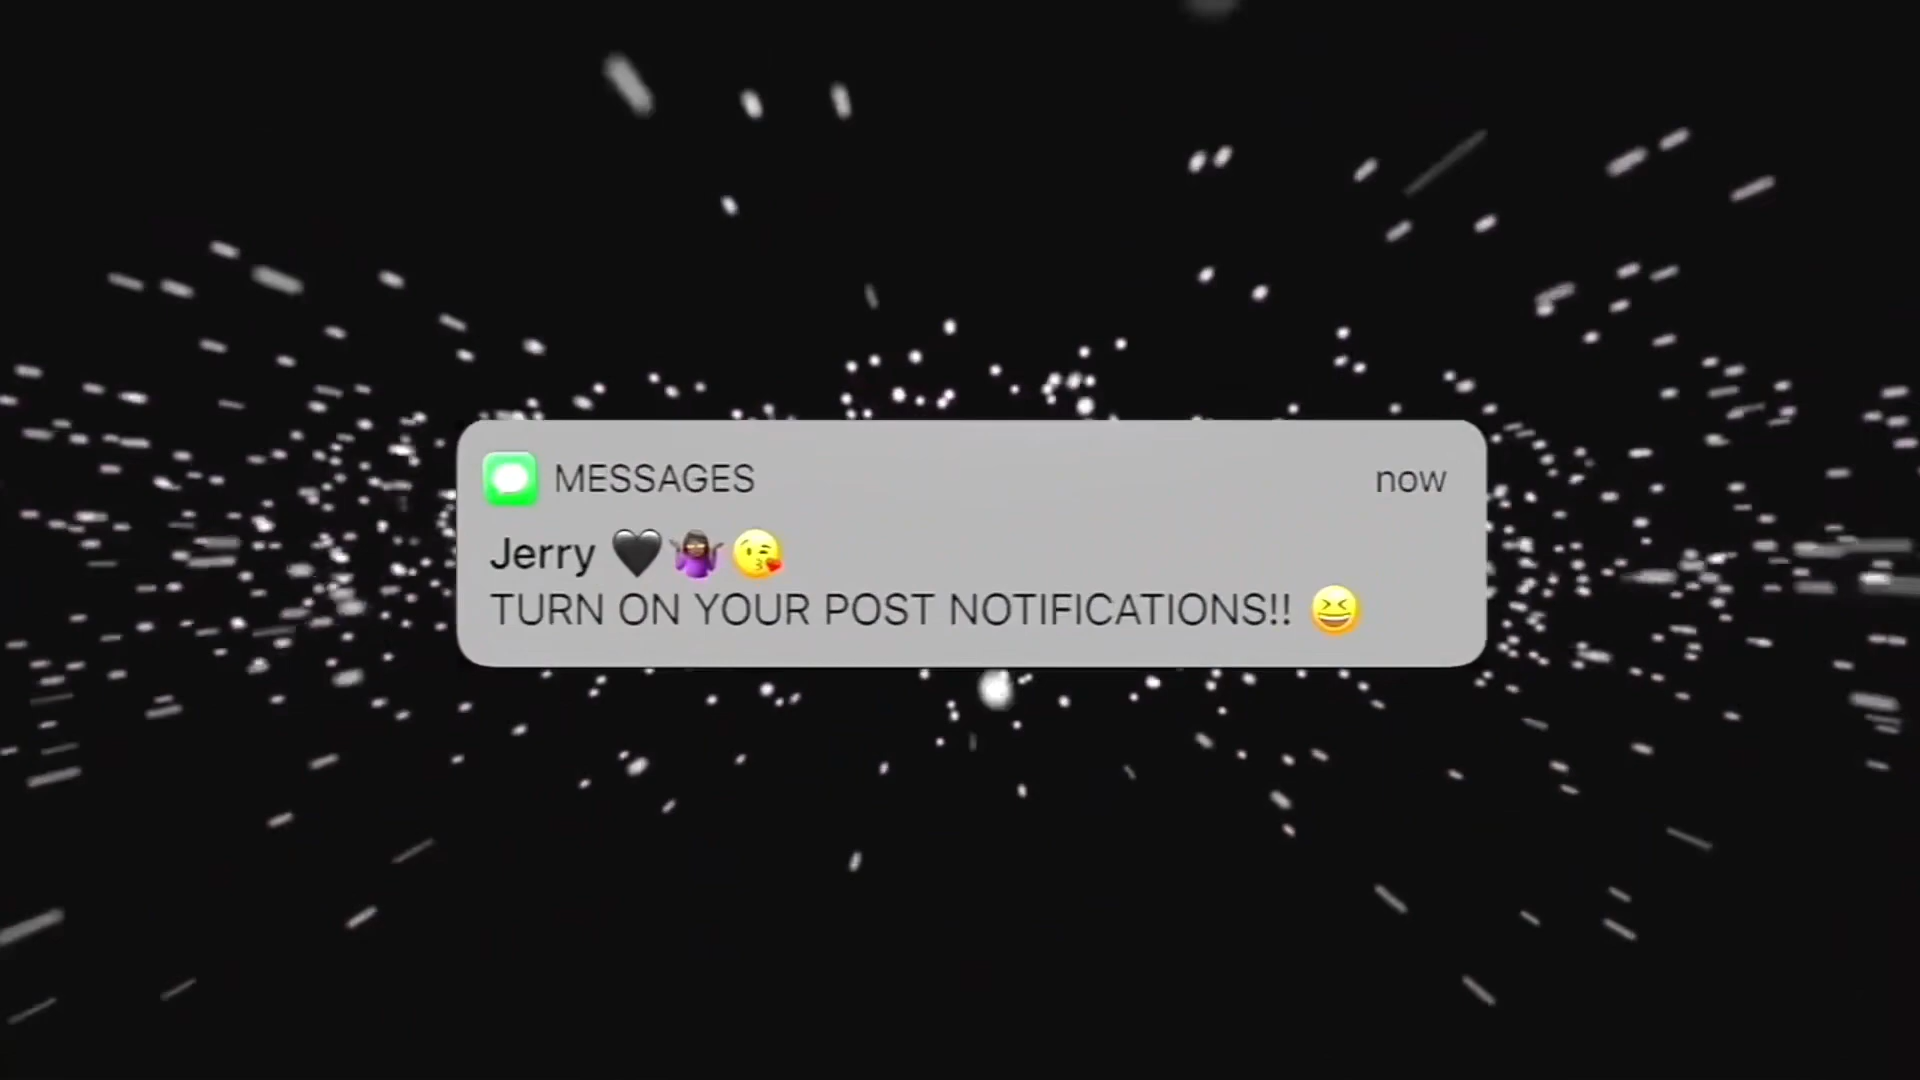 MESSAGES now
Jerry 🖤🤷🏾‍♀️😘
TURN ON YOUR POST NOTIFICATIONS!! 😆